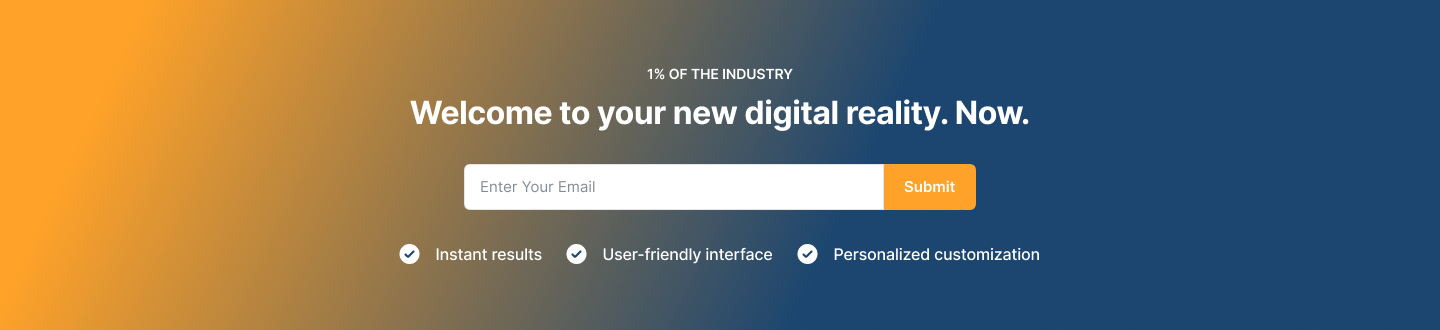 1% OF THE INDUSTRY
Welcome to your new digital reality. Now.
Enter Your Email Submit
Instant results User-friendly interface Personalized customization